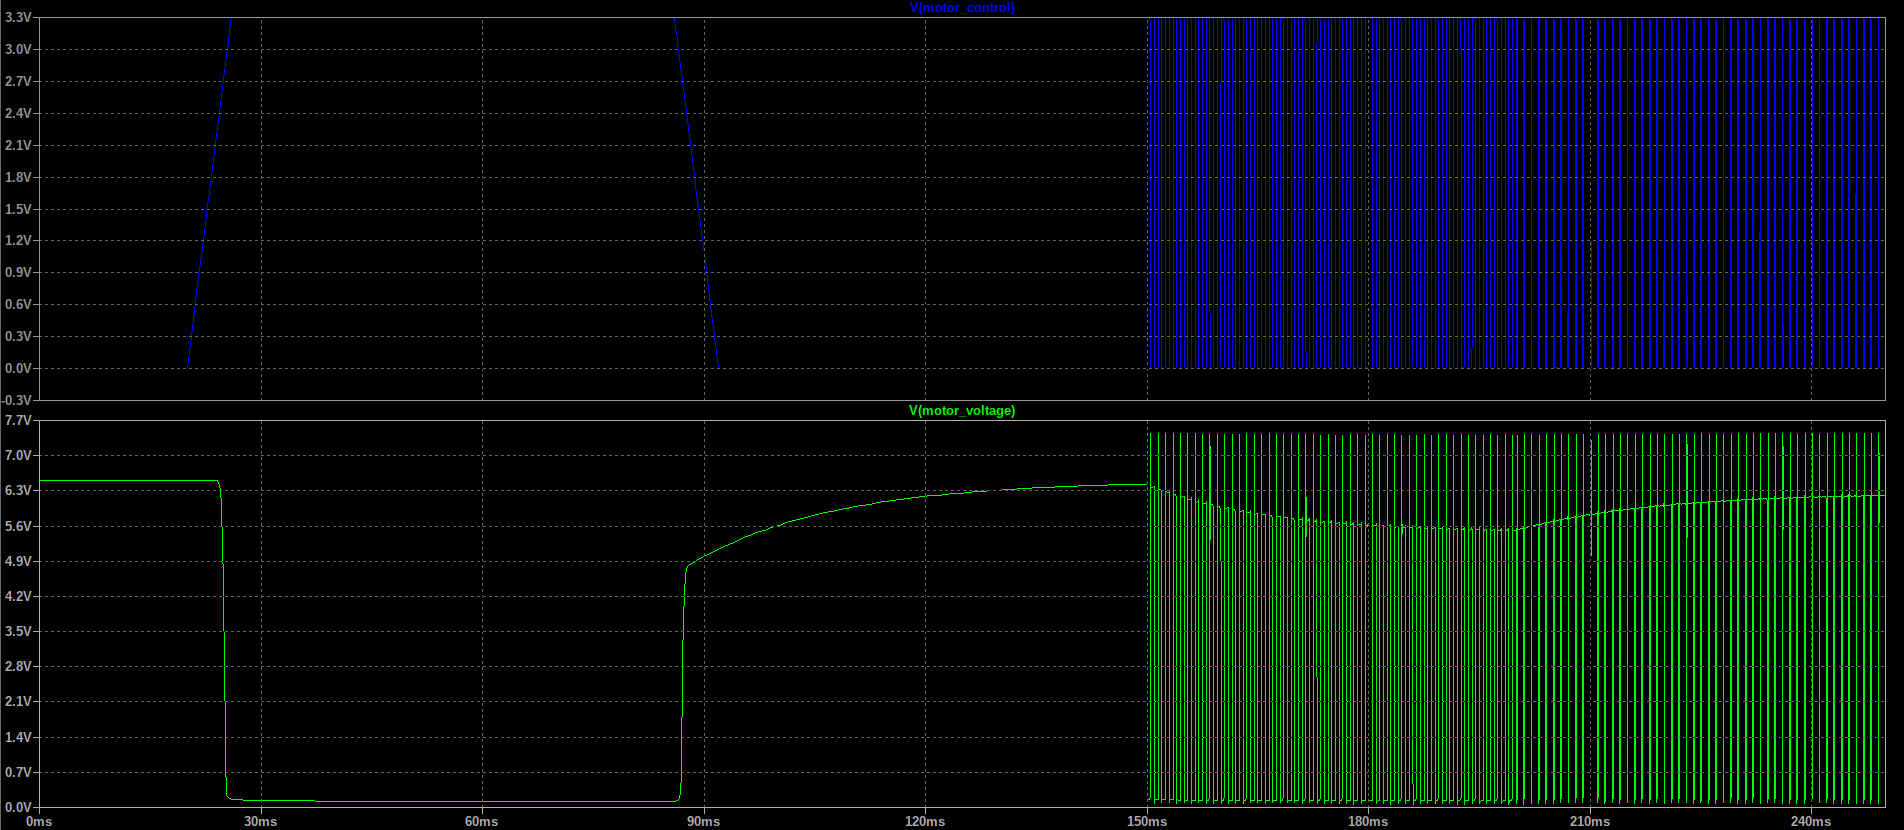 V(motor_control)
3.3V
3.0V
2.7V
2.4V
2.1V
1.8V
1.5V
1.2V
0.9V
0.6V
0.3V
0.0V
-0.3V
V(motor_voltage)
7.7V
7.0V
6.3V
5.6V
4.9V
4.2V
3.5V
2.8V
2.1V
1.4V
0.7V
0.0V
0ms 30ms 60ms 90ms 120ms 150ms 180ms 210ms 240ms